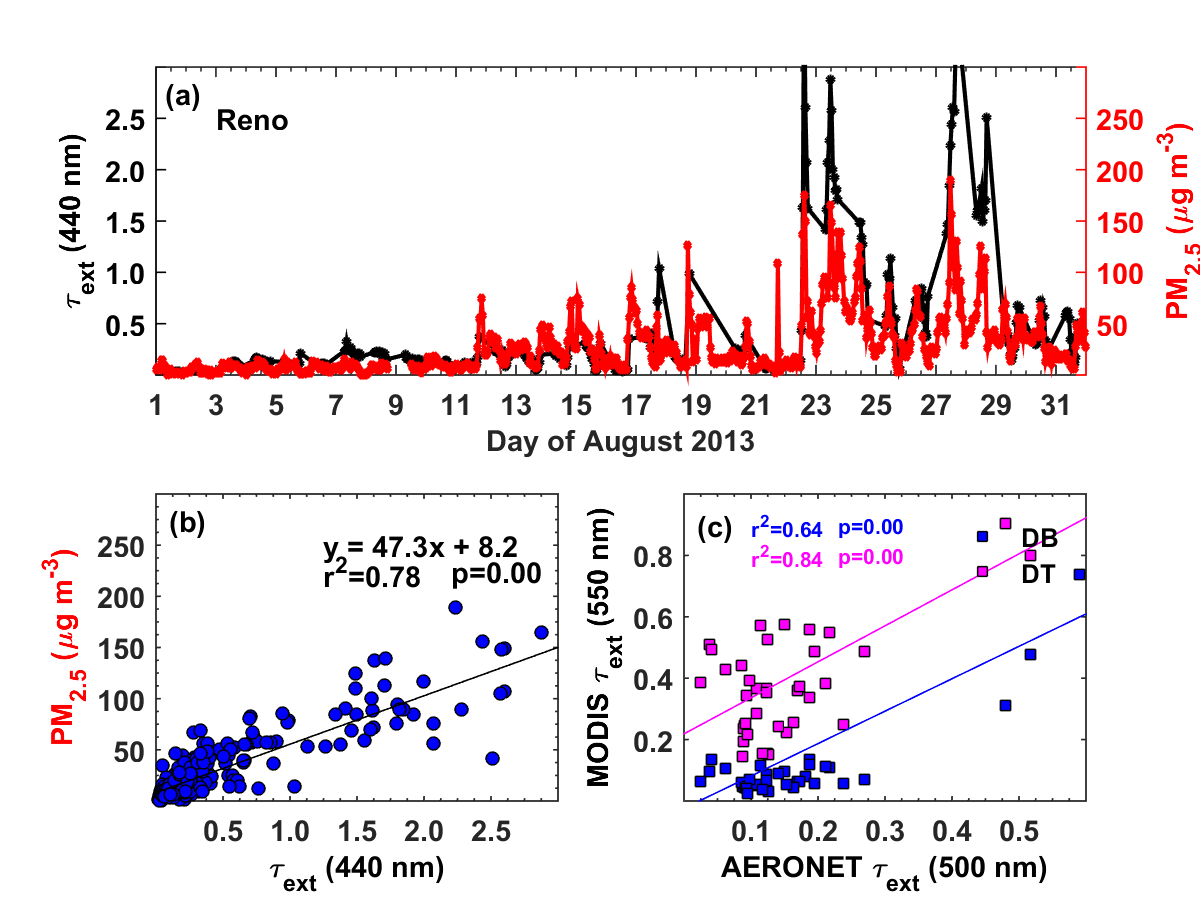 (a)
Reno
τext (440 nm)
2.5
2.0
1.5
1.0
0.5
250
200
150
100
50
PM2.5 (μg m-3)
1 3 5 7 9 11 13 15 17 19 21 23 25 27 29 31
Day of August 2013
(b)
y = 47.3x + 8.2
r2=0.78 p=0.00
PM2.5 (μg m-3)
250
200
150
100
50
0.5 1.0 1.5 2.0 2.5
τext (440 nm)
(c)
r2=0.64 p=0.00
r2=0.84 p=0.00
DB
DT
MODIS τext (550 nm)
0.8
0.6
0.4
0.2
0.1 0.2 0.3 0.4 0.5
AERONET τext (500 nm)